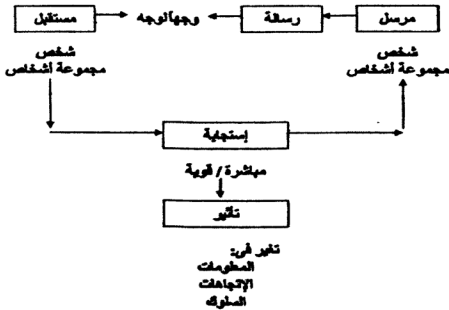 مرسل
رسالة
وجهاً لوجه
مستقبل
شخص
مجموعة أشخاص
شخص
مجموعة أشخاص
إستجابة
مباشرة / قوية
تأثير
تغير فى:
المعلومات
الإتجاهات
السلوك